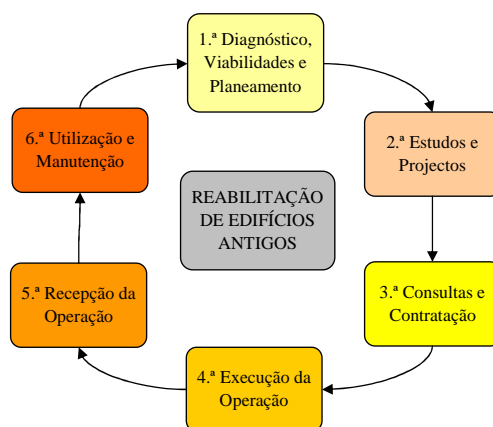 1.ª Diagnóstico,
Viabilidades e
Planeamento
2.ª Estudos e
Projectos
3.ª Consultas e
Contratação
4.ª Execução da
Operação
5.ª Recepção da
Operação
6.ª Utilização e
Manutenção
REABILITAÇÃO
DE EDIFÍCIOS
ANTIGOS